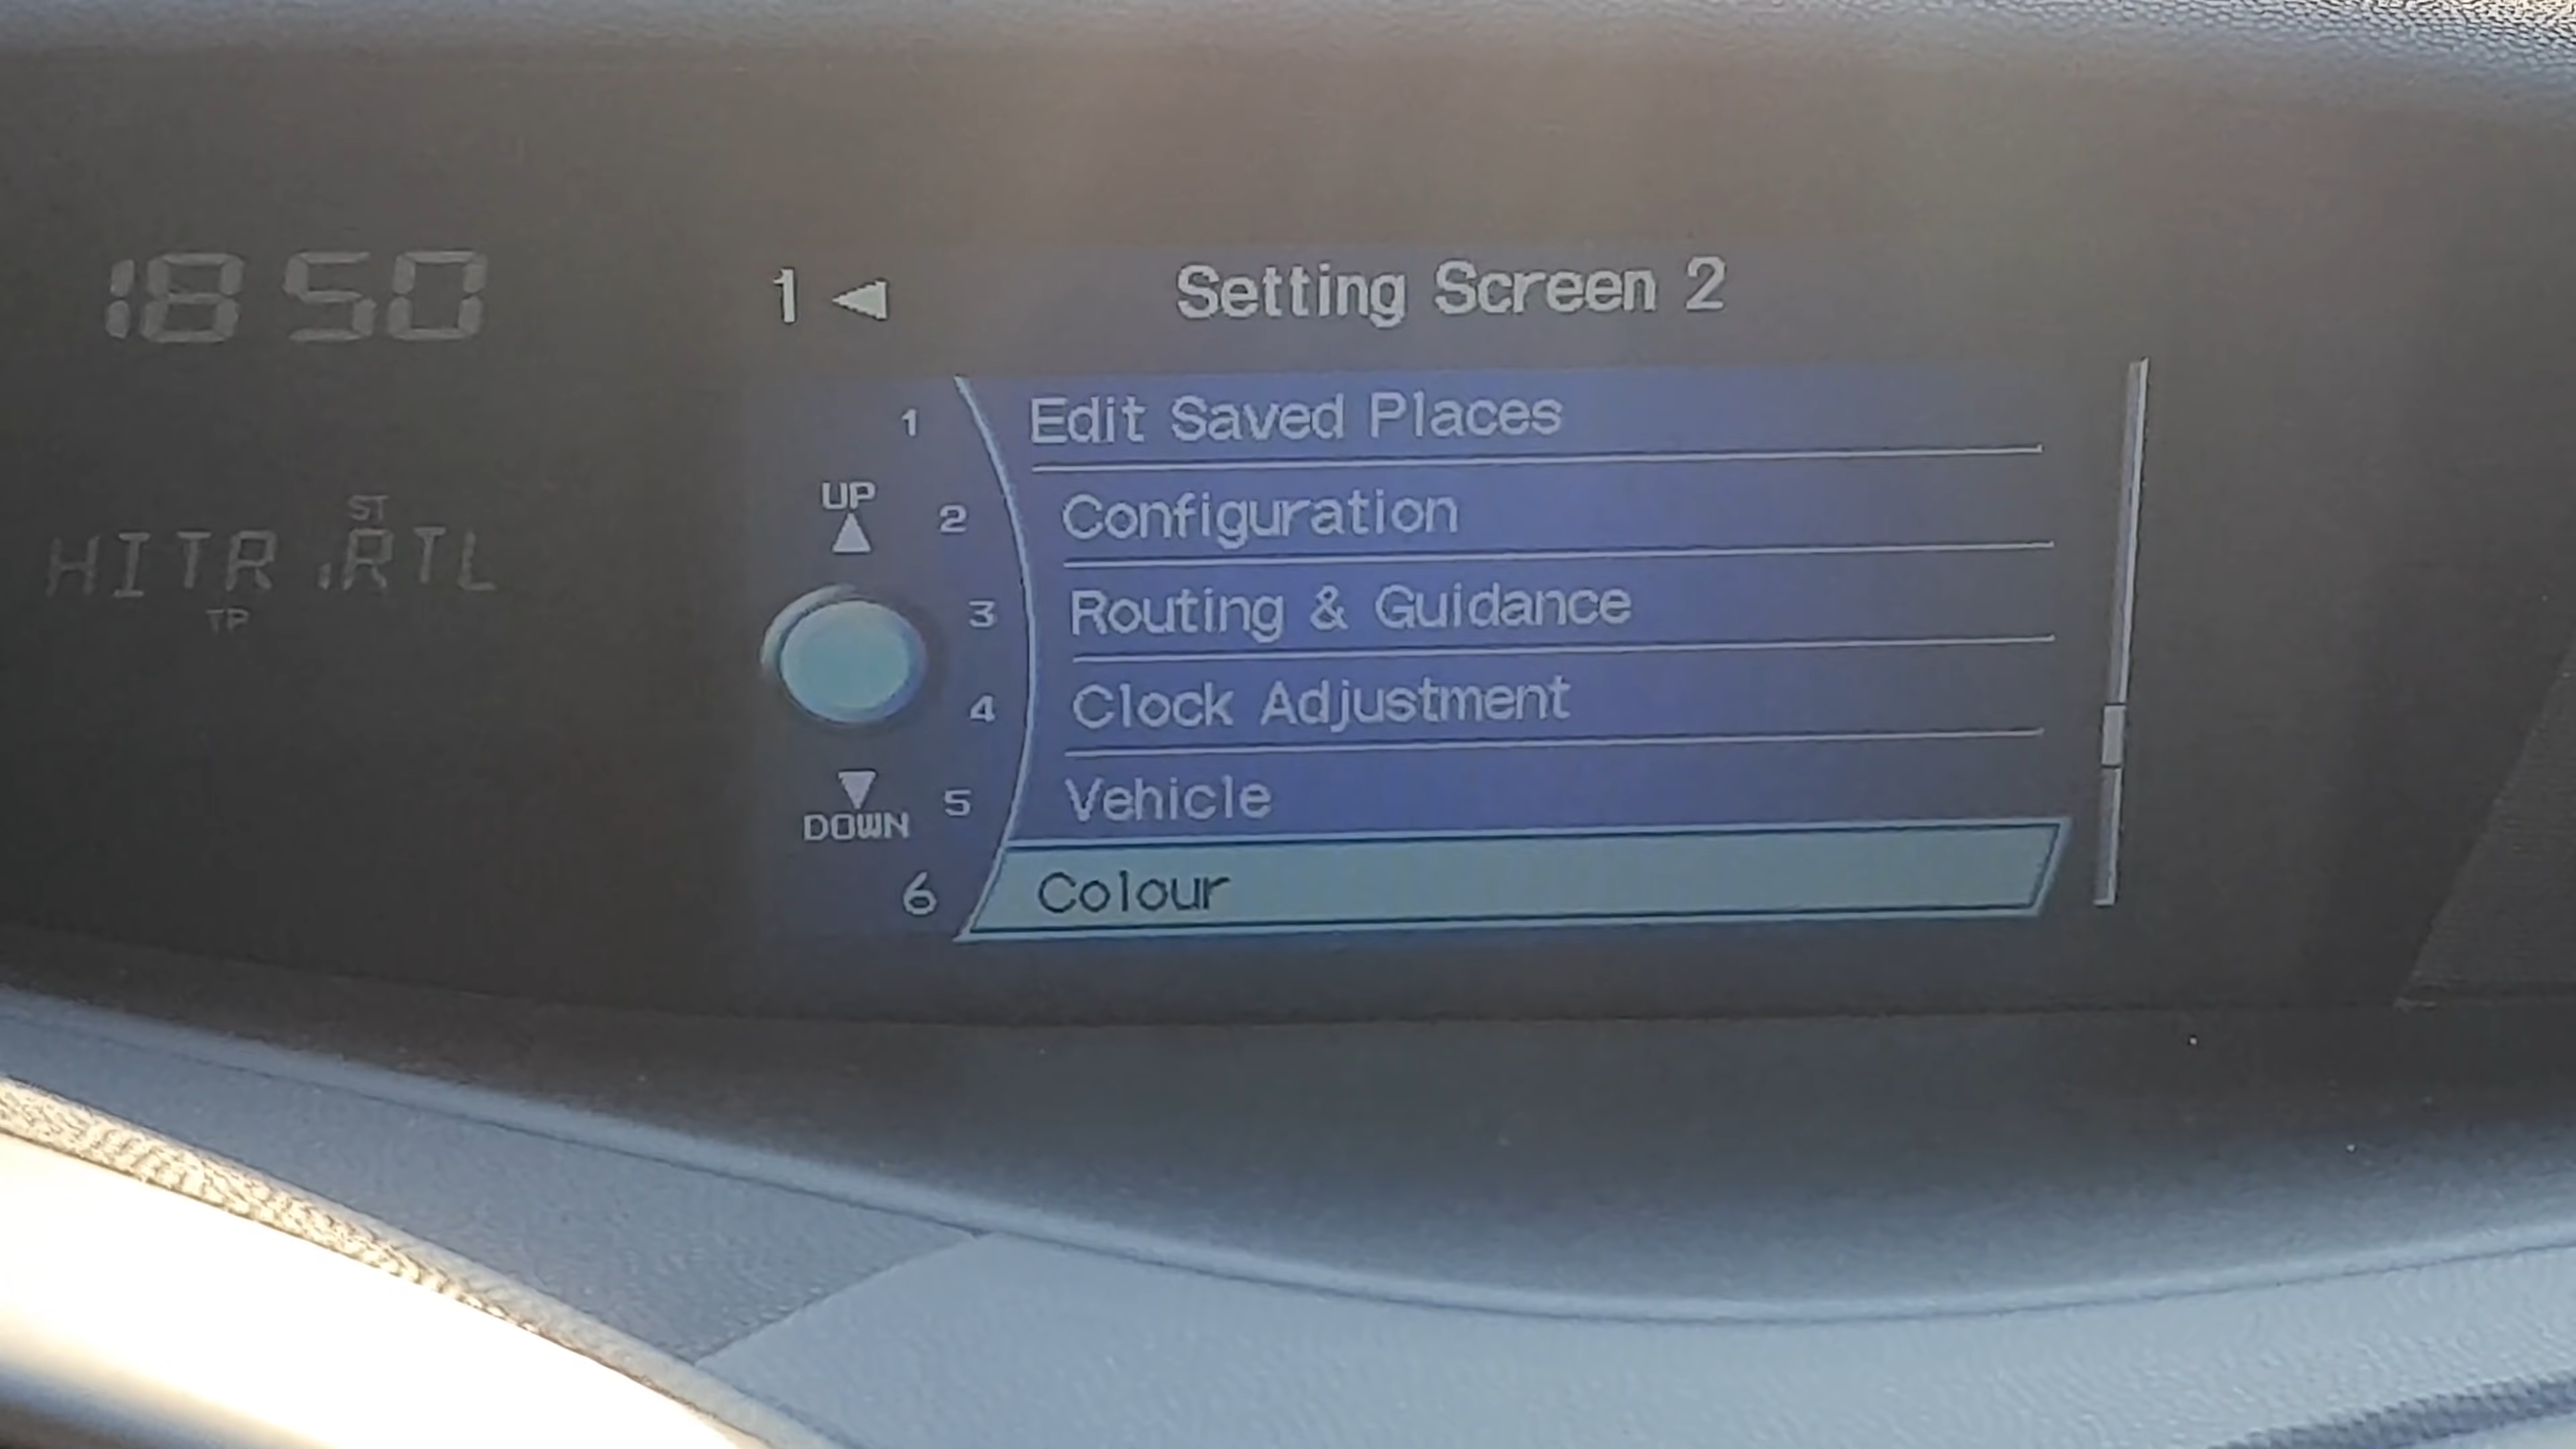 18 50
ST
HITR .RTL
TP
1 ◀ Setting Screen 2
1 Edit Saved Places
UP
▲
2 Configuration
3 Routing & Guidance
4 Clock Adjustment
5 Vehicle
▼
DOWN
6 Colour